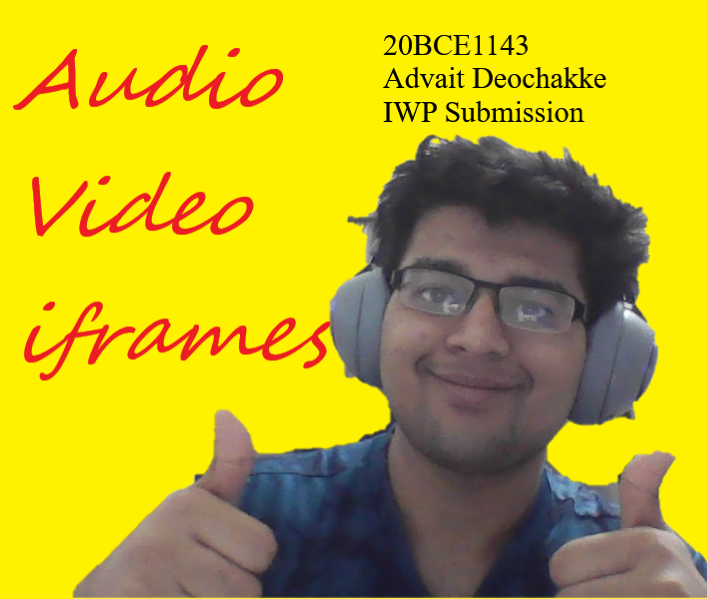 20BCE1143
Advait Deochakke
IWP Submission
Audio
Video
iframes